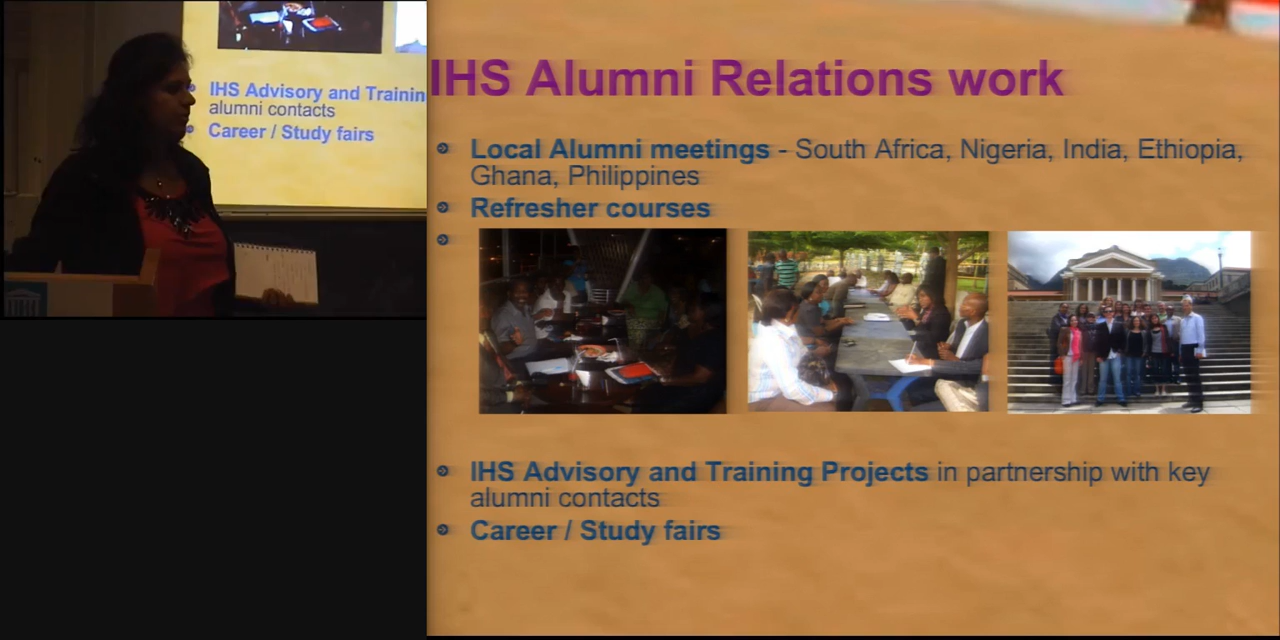 IHS Advisory and Trainin
alumni contacts
Career / Study fairs
IHS Alumni Relations work
Local Alumni meetings - South Africa, Nigeria, India, Ethiopia,
Ghana, Philippines
Refresher courses
IHS Advisory and Training Projects in partnership with key
alumni contacts
Career / Study fairs